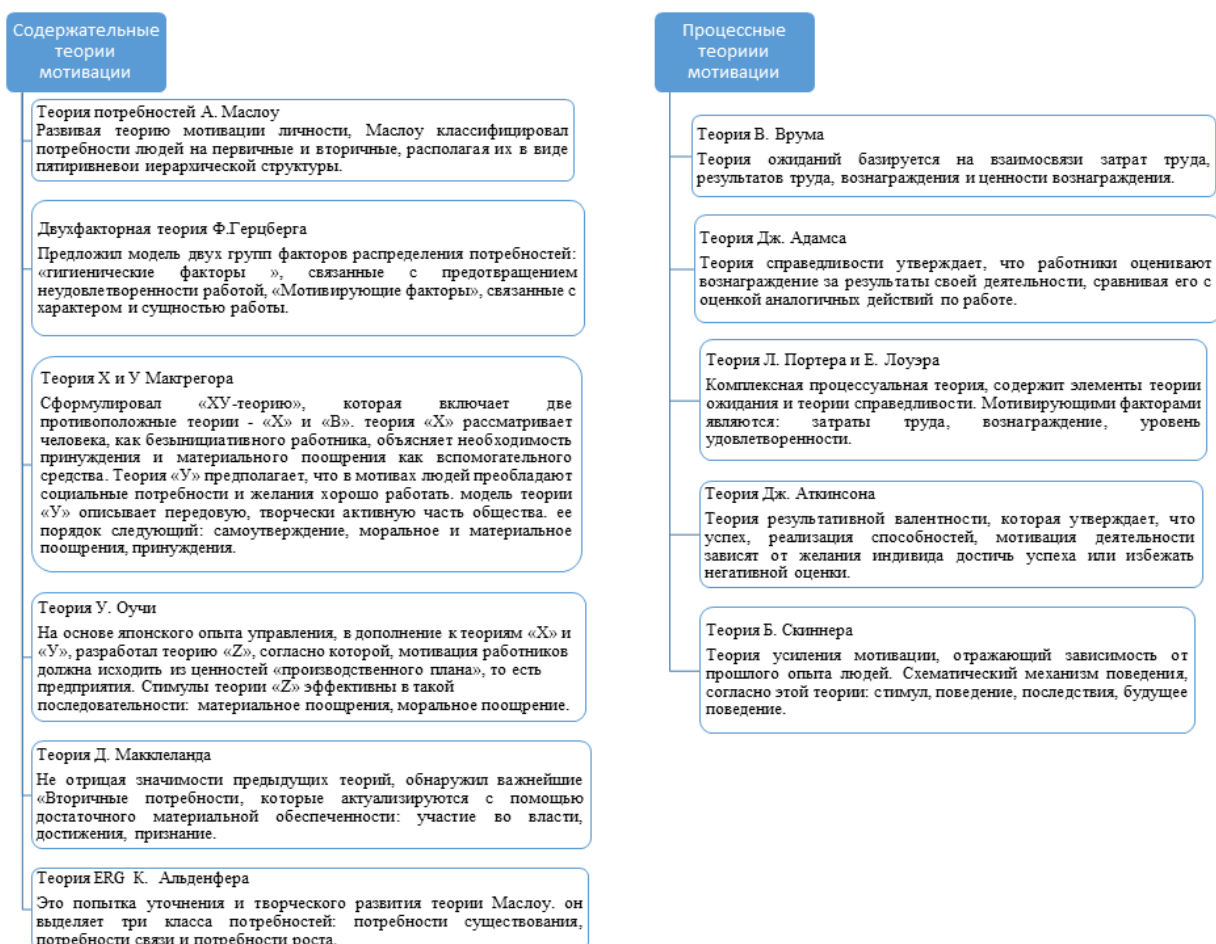 Содержательные
теории
мотивации
Теория потребностей А. Маслоу
Развивая теорию мотивации личности, Маслоу классифицировал
потребности людей на первичные и вторичные, располагая их в виде
пятиривневои иерархической структуры.
Двухфакторная теория Ф.Герцберга
Предложил модель двух групп факторов распределения потребностей:
«гигиенические факторы », связанные с предотвращением
неудовлетворенности работой, «Мотивирующие факторы», связанные с
характером и сущностью работы.
Теория Х и У Макгрегора
Сформулировал «ХУ-теорию», которая включает две
противоположные теории - «Х» и «В». теория «Х» рассматривает
человека, как безынициативного работника, объясняет необходимость
принуждения и материального поощрения как вспомогательного
средства. Теория «У» предполагает, что в мотивах людей преобладают
социальные потребности и желания хорошо работать. модель теории
«У» описывает передовую, творчески активную часть общества. ее
порядок следующий: самоутверждение, моральное и материальное
поощрения, принуждения.
Теория У. Оучи
На основе японского опыта управления, в дополнение к теориям «Х» и
«У», разработал теорию «Z», согласно которой, мотивация работников
должна исходить из ценностей «производственного плана», то есть
предприятия. Стимулы теории «Z» эффективны в такой
последовательности: материальное поощрение, моральное поощрение.
Теория Д. Макклеланда
Не отрицая значимости предыдущих теорий, обнаружил важнейшие
«Вторичные потребности, которые актуализируются с помощью
достаточного материальной обеспеченности: участие во власти,
достижения, признание.
Теория ERG К. Альденфера
Это попытка уточнения и творческого развития теории Маслоу. он
выделяет три класса потребностей: потребности существования,
потребности связи и потребности роста.
Процессные
теориии
мотивации
Теория В. Врума
Теория ожиданий базируется на взаимосвязи затрат труда,
результатов труда, вознаграждения и ценности вознаграждения.
Теория Дж. Адамса
Теория справедливости утверждает, что работники оценивают
вознаграждение за результаты своей деятельности, сравнивая его с
оценкой аналогичных действий по работе.
Теория Л. Портера и Е. Лоуэра
Комплексная процессуальная теория, содержит элементы теории
ожидания и теории справедливости. Мотивирующими факторами
являются: затраты труда, вознаграждение, уровень
удовлетворенности.
Теория Дж. Аткинсона
Теория результативной валентности, которая утверждает, что
успех, реализация способностей, мотивация деятельности
зависят от желания индивида достичь успеха или избежать
негативной оценки.
Теория Б. Скиннера
Теория усиления мотивации, отражающий зависимость от
прошлого опыта людей. Схематический механизм поведения,
согласно этой теории: стимул, поведение, последствия, будущее
поведение.